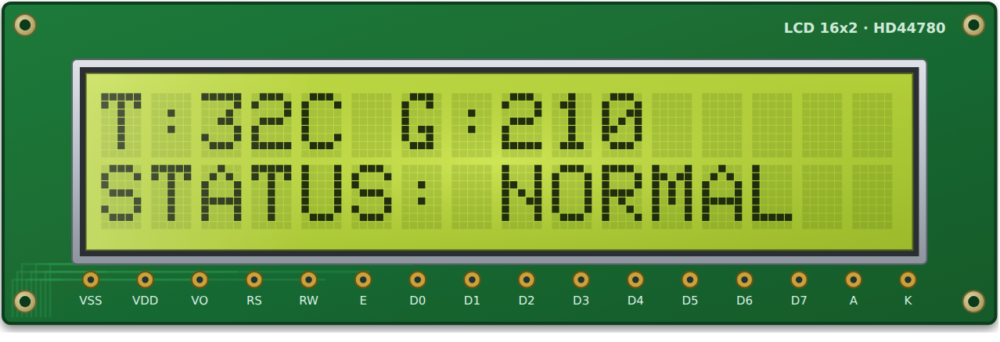 LCD 16x2 · HD44780
T:32C G:210
STATUS: NORMAL
VSS VDD VO RS RW E D0 D1 D2 D3 D4 D5 D6 D7 A K